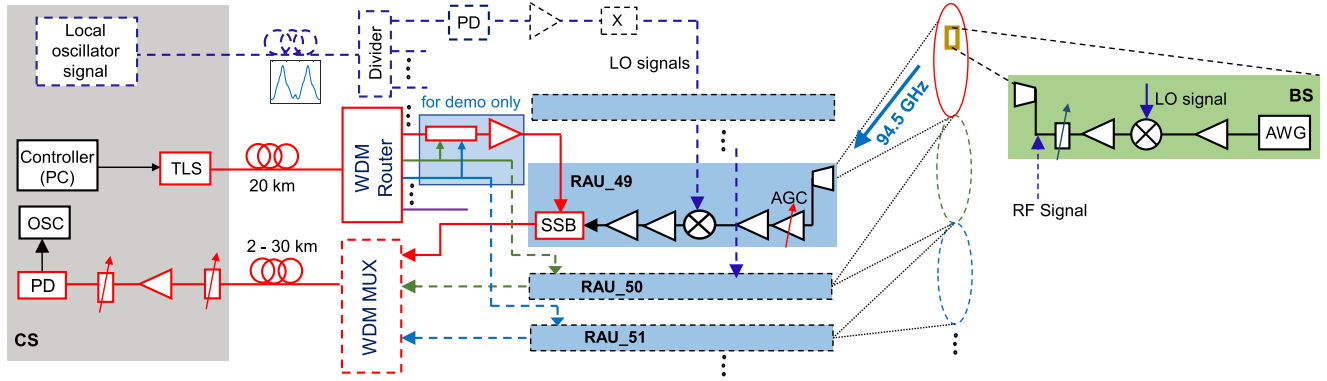 Local
oscillator
signal
Divider
PD
X
LO signals
for demo only
94.5 GHz
BS
LO signal
AWG
RF Signal
Controller
(PC)
TLS
20 km
WDM
Router
RAU_49
AGC
SSB
OSC
PD
2 - 30 km
WDM MUX
RAU_50
RAU_51
CS